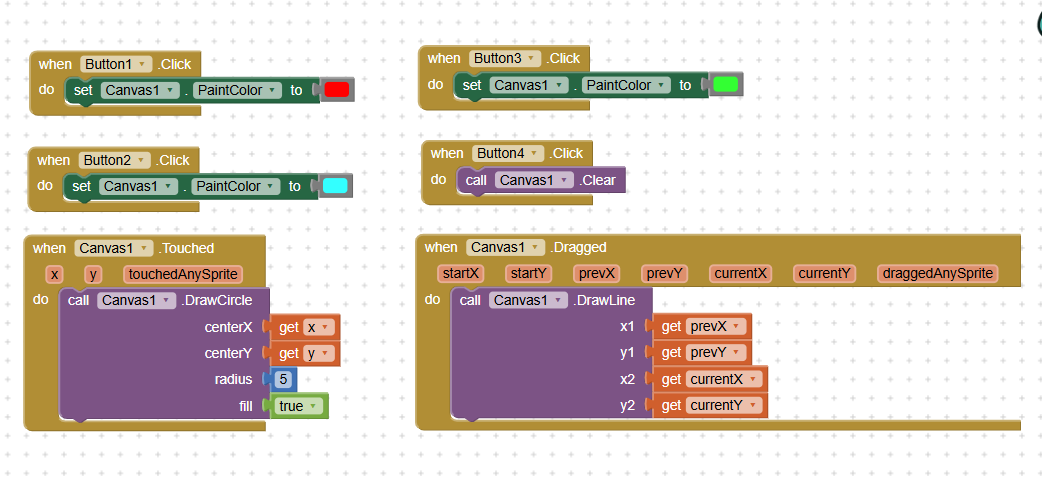 when Button1 .Click
do set Canvas1 . PaintColor to
when Button2 .Click
do set Canvas1 . PaintColor to
when Canvas1 .Touched
x y touchedAnySprite
do call Canvas1 .DrawCircle
centerX get x
centerY get y
radius 5
fill true
when Button3 .Click
do set Canvas1 . PaintColor to
when Button4 .Click
do call Canvas1 .Clear
when Canvas1 .Dragged
startX startY prevX prevY currentX currentY draggedAnySprite
do call Canvas1 .DrawLine
x1 get prevX
y1 get prevY
x2 get currentX
y2 get currentY